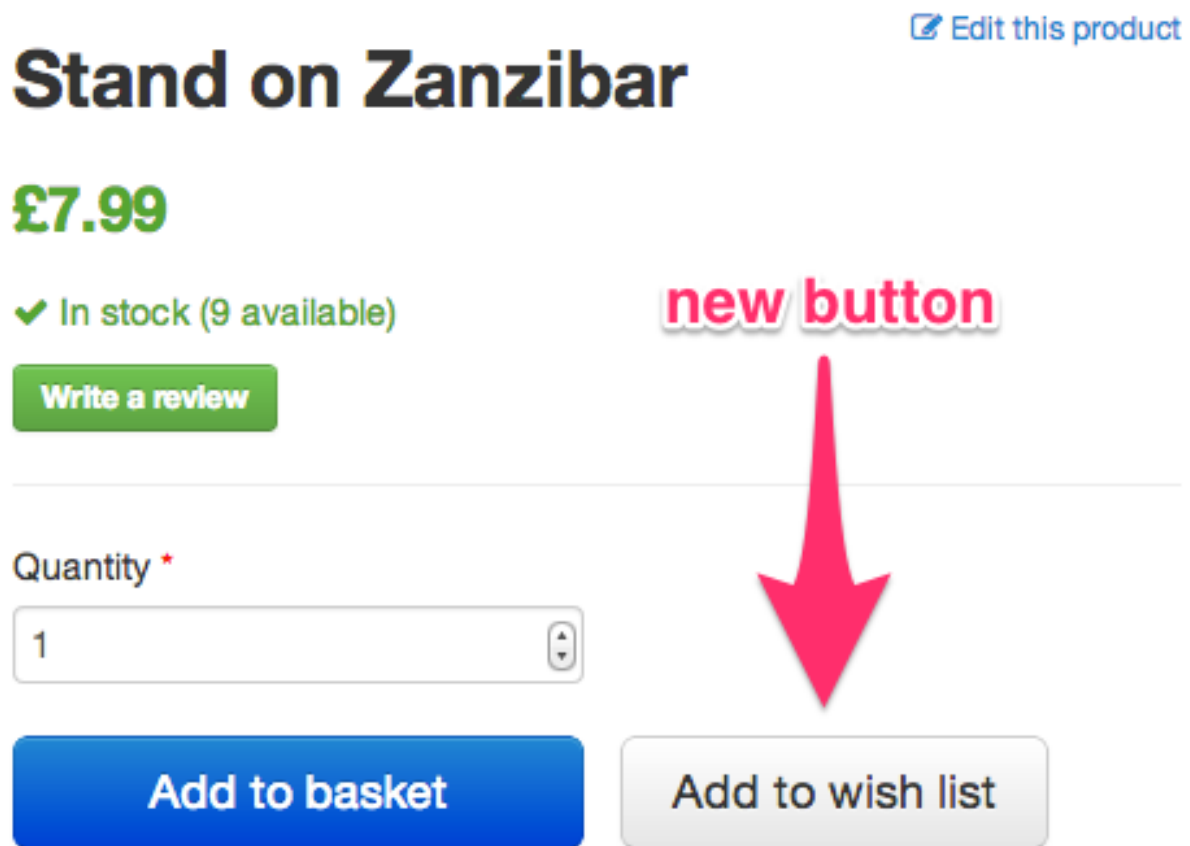 Edit this product
Stand on Zanzibar
£7.99
In stock (9 available)
new button
Write a review
Quantity *
1
Add to basket
Add to wish list